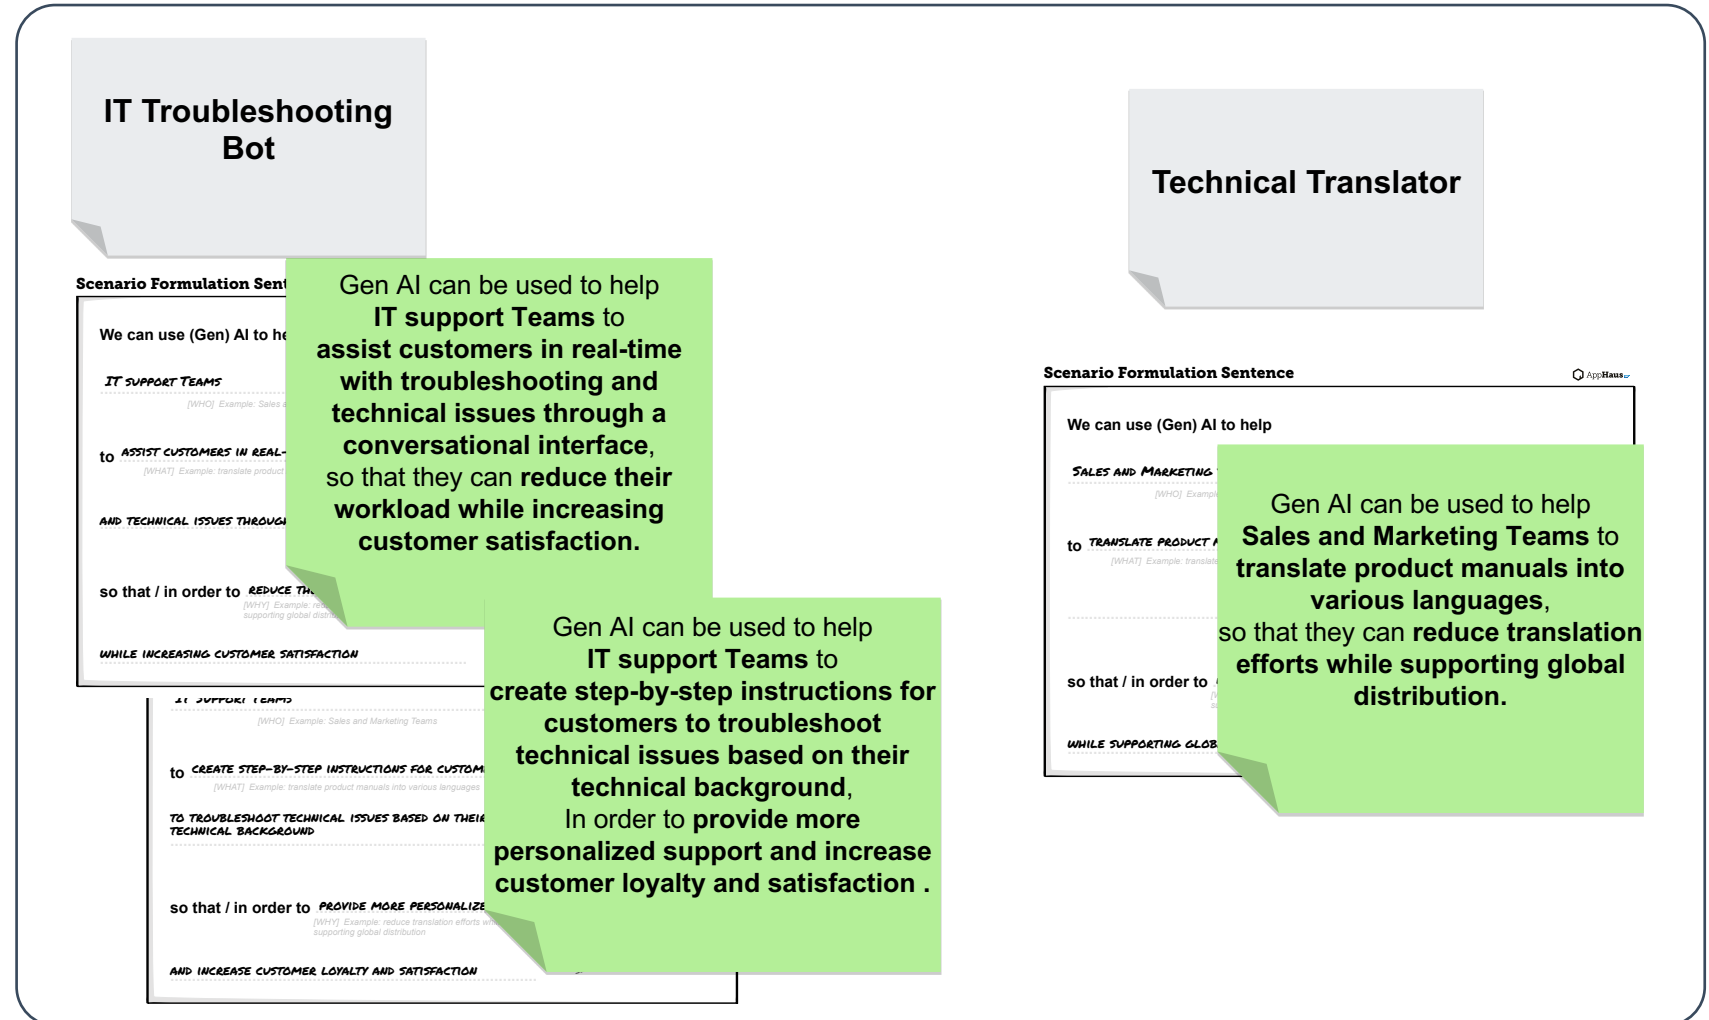 IT Troubleshooting
Bot
Scenario Formulation Sent
We can use (Gen) AI to he
IT SUPPORT TEAMS
[WHO] Example: Sales a
to ASSIST CUSTOMERS IN REAL-
[WHAT] Example: translate product
AND TECHNICAL ISSUES THROUGH
so that / in order to REDUCE
[WHY] Example:
supporting global
WHILE INCREASING CUSTOMER SATISFACTION
Gen AI can be used to help
IT support Teams to
assist customers in real-time
with troubleshooting and
technical issues through a
conversational interface,
so that they can reduce their
workload while increasing
customer satisfaction.
IT SUPPORT TEAMS
[WHO] Example: Sales and Marketing Teams
to CREATE STEP-BY-STEP INSTRUCTIONS FOR CUSTOM
[WHAT] Example: translate product manuals into various languages
TO TROUBLESHOOT TECHNICAL ISSUES BASED ON THEIR
TECHNICAL BACKGROUND
so that / in order to PROVIDE MORE PERSONALIZE
[WHY] Example: reduce translation efforts
supporting global distribution
AND INCREASE CUSTOMER LOYALTY AND SATISFACTION
Gen AI can be used to help
IT support Teams to
create step-by-step instructions for
customers to troubleshoot
technical issues based on their
technical background,
In order to provide more
personalized support and increase
customer loyalty and satisfaction .
Technical Translator
Scenario Formulation Sentence
AppHaus
We can use (Gen) AI to help
SALES AND MARKETING
[WHO] Example
to TRANSLATE PRODUCT
[WHAT] Example: translate
so that / in order to
WHILE SUPPORTING GLOB
Gen AI can be used to help
Sales and Marketing Teams to
translate product manuals into
various languages,
so that they can reduce translation
efforts while supporting global
distribution.